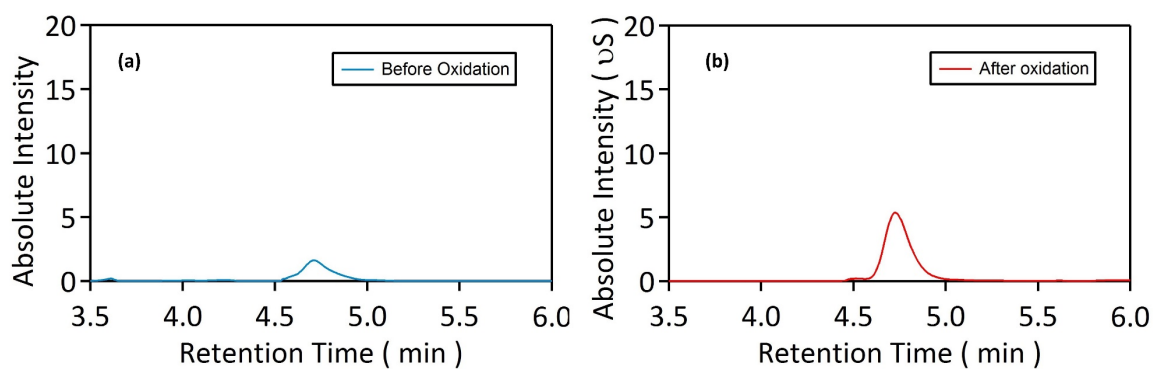 (a)
Before Oxidation
Absolute Intensity
20
15
10
5
0
3.5 4.0 4.5 5.0 5.5 6.0
Retention Time ( min )
(b)
After oxidation
Absolute Intensity ( υS )
20
15
10
5
0
3.5 4.0 4.5 5.0 5.5 6.0
Retention Time ( min )